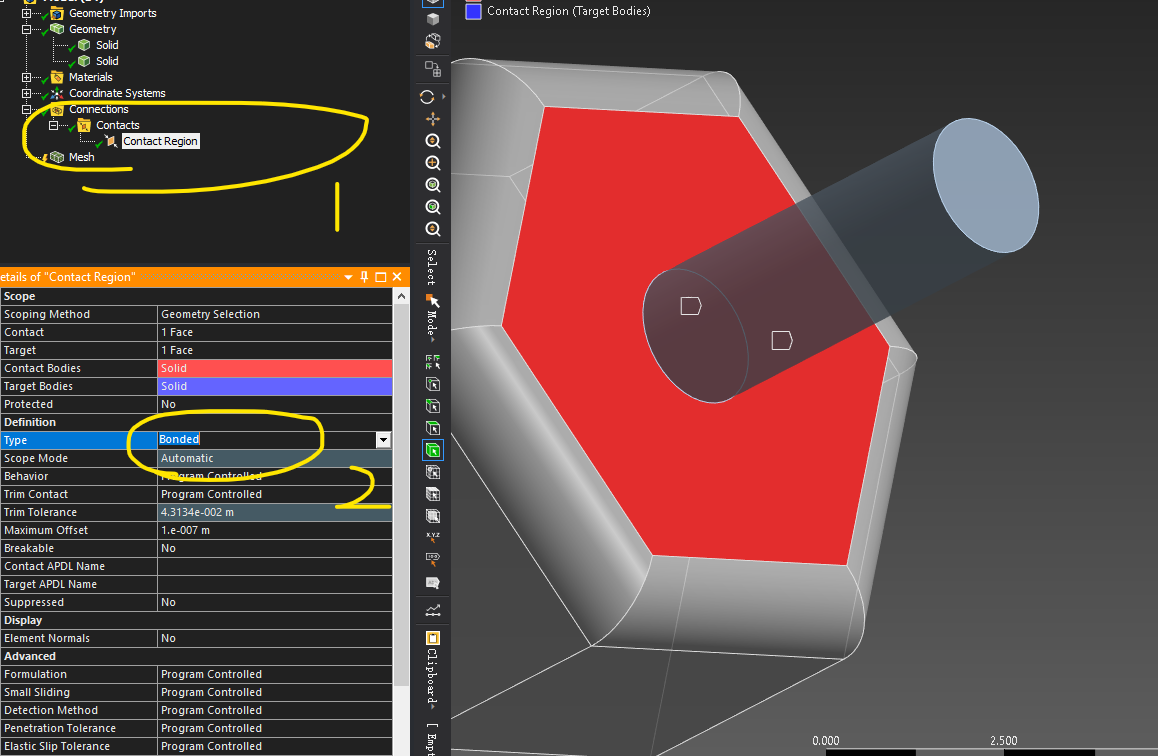 Geometry Imports
Geometry
Solid
Solid
Materials
Coordinate Systems
Connections
Contacts
Contact Region
Mesh
1
etails of "Contact Region"
Scope
Scoping Method Geometry Selection
Contact 1 Face
Target 1 Face
Contact Bodies Solid
Target Bodies Solid
Protected No
Definition
Type Bonded
Scope Mode Automatic
Behavior Program Controlled
Trim Contact Program Controlled
Trim Tolerance 4.3134e-002 m
Maximum Offset 1.e-007 m
Breakable No
Contact APDL Name
Target APDL Name
Suppressed No
Display
Element Normals No
Advanced
Formulation Program Controlled
Small Sliding Program Controlled
Detection Method Program Controlled
Penetration Tolerance Program Controlled
Elastic Slip Tolerance Program Controlled
2
Select
Mode
X,Y,Z
Clipboard
[ Empt
Contact Region (Target Bodies)
0.000
2.500